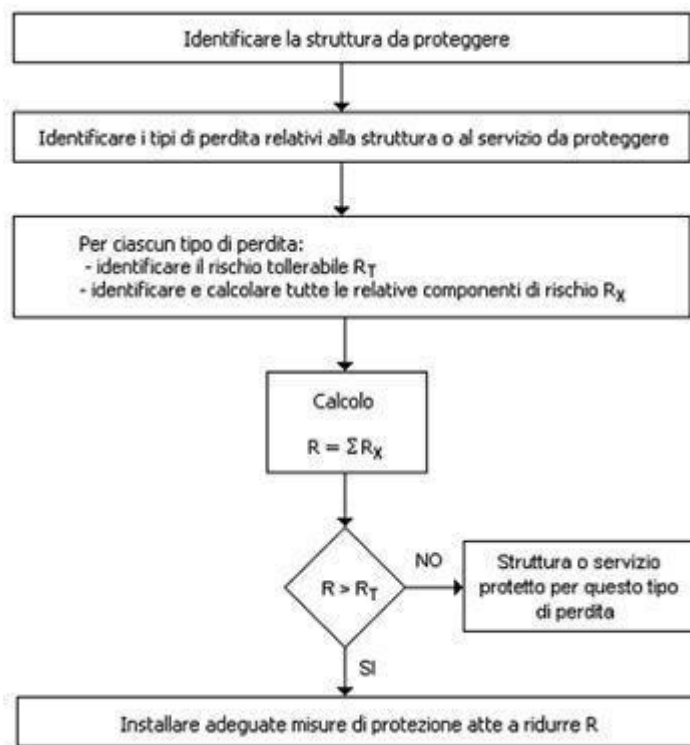 Identificare la struttura da proteggere
Identificare i tipi di perdita relativi alla struttura o al servizio da proteggere
Per ciascun tipo di perdita:
- identificare il rischio tollerabile RT
- identificare e calcolare tutte le relative componenti di rischio RX
Calcolo
R = ΣRX
R > RT
NO
Struttura o servizio
protetto per questo tipo
di perdita
SI
Installare adeguate misure di protezione atte a ridurre R